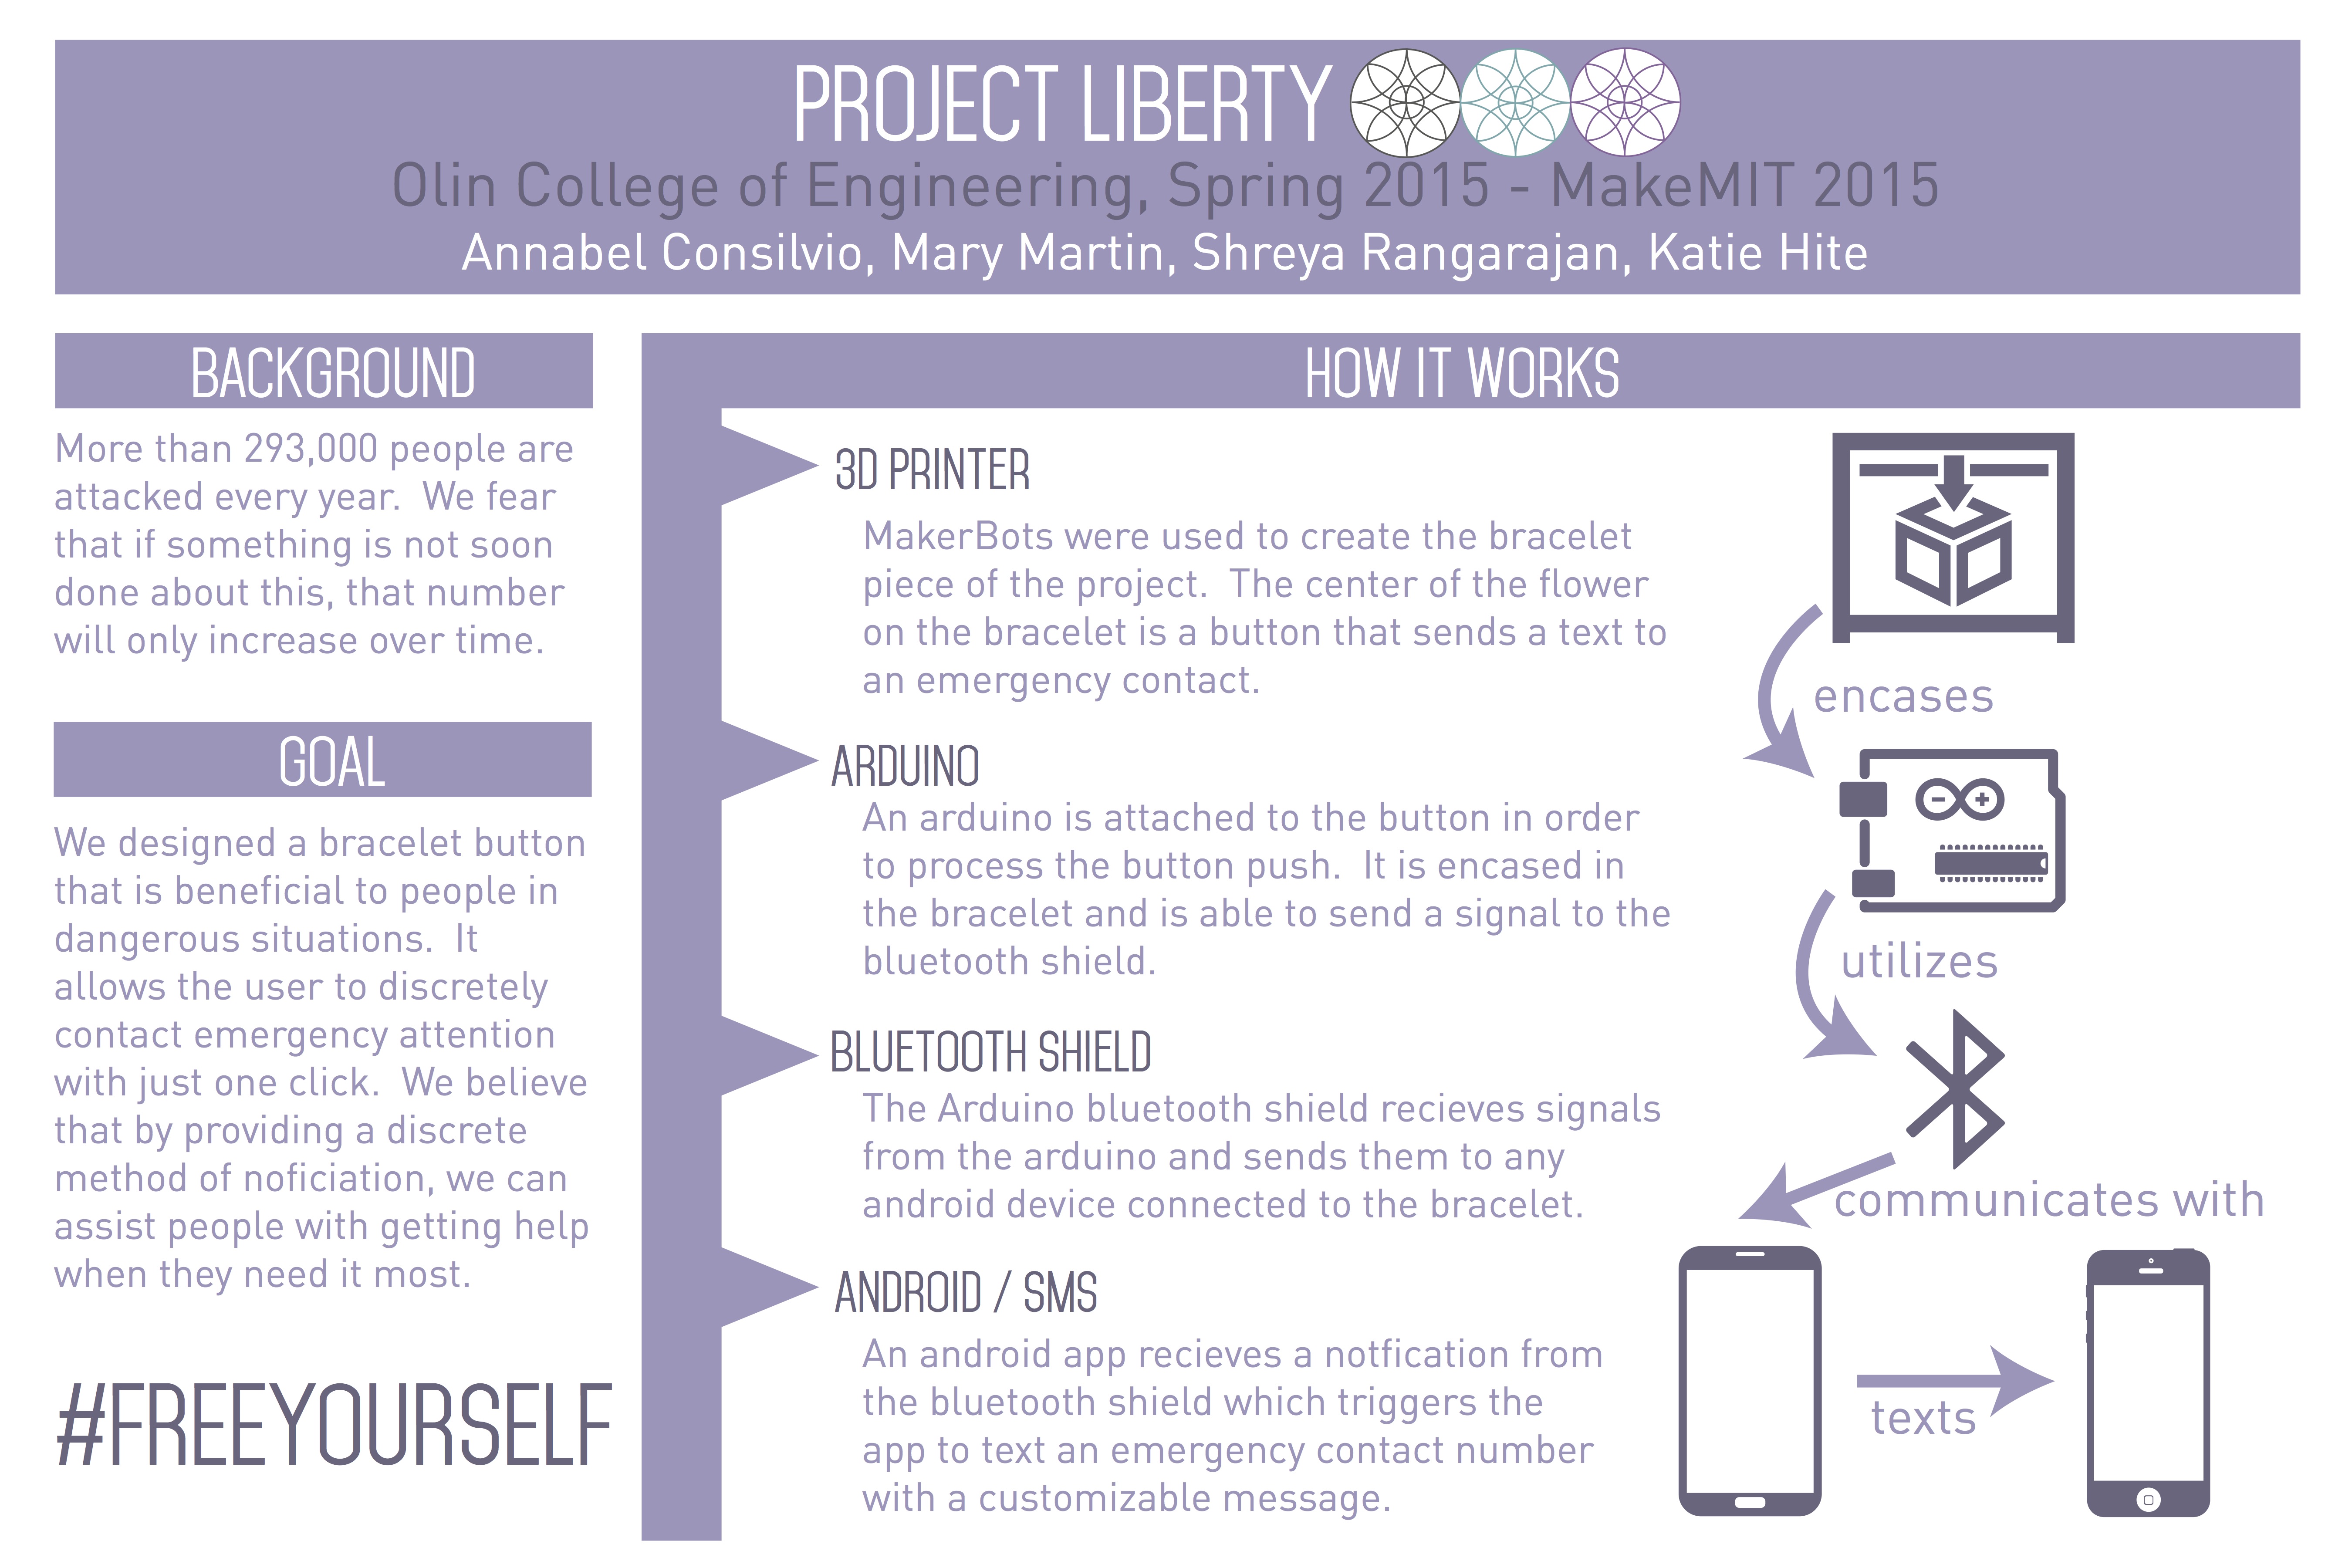 PROJECT LIBERTY
Olin College of Engineering, Spring 2015 - MakeMIT 2015
Annabel Consilvio, Mary Martin, Shreya Rangarajan, Katie Hite
BACKGROUND
More than 293,000 people are
attacked every year. We fear
that if something is not soon
done about this, that number
will only increase over time.
GOAL
We designed a bracelet button
that is beneficial to people in
dangerous situations. It
allows the user to discretely
contact emergency attention
with just one click. We believe
that by providing a discrete
method of noficiation, we can
assist people with getting help
when they need it most.
#FREEYOURSELF
HOW IT WORKS
3D PRINTER
MakerBots were used to create the bracelet
piece of the project. The center of the flower
on the bracelet is a button that sends a text to
an emergency contact.
ARDUINO
An arduino is attached to the button in order
to process the button push. It is encased in
the bracelet and is able to send a signal to the
bluetooth shield.
BLUETOOTH SHIELD
The Arduino bluetooth shield recieves signals
from the arduino and sends them to any
android device connected to the bracelet.
ANDROID / SMS
An android app recieves a notfication from
the bluetooth shield which triggers the
app to text an emergency contact number
with a customizable message.
encases
utilizes
communicates with
texts